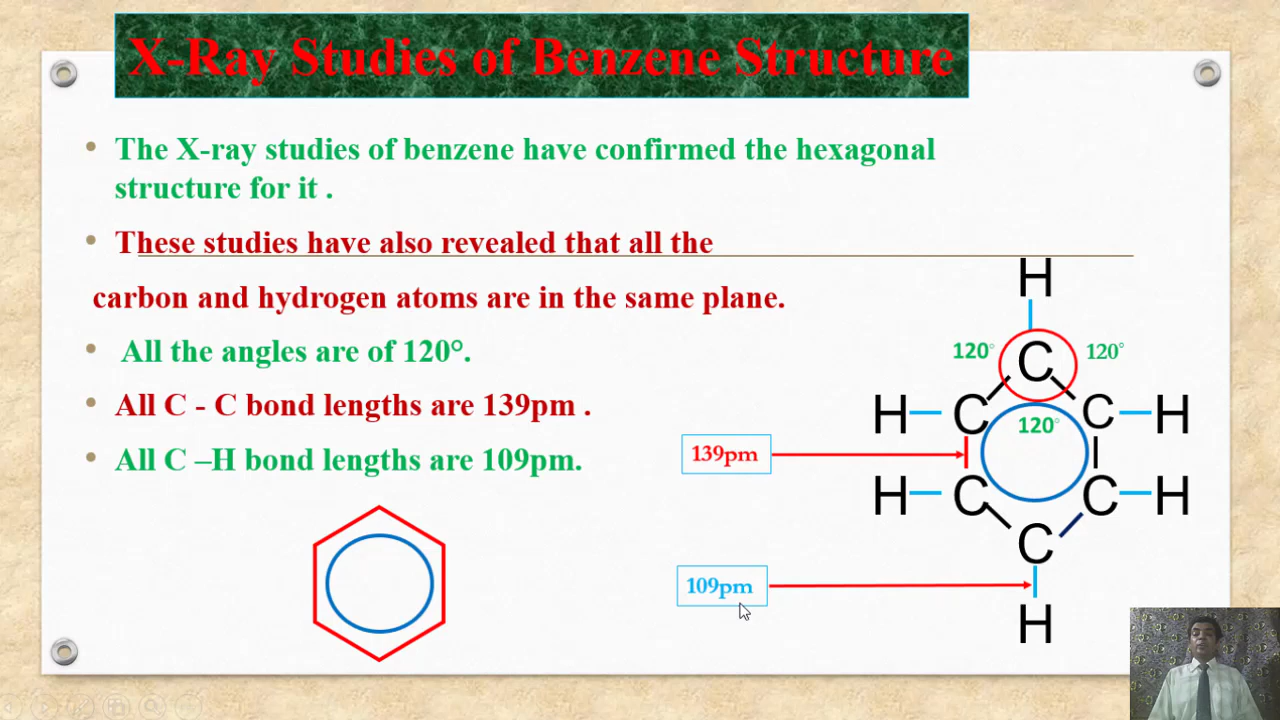 X-Ray Studies of Benzene Structure
• The X-ray studies of benzene have confirmed the hexagonal
structure for it .
• These studies have also revealed that all the
carbon and hydrogen atoms are in the same plane.
• All the angles are of 120°.
• All C - C bond lengths are 139pm .
• All C –H bond lengths are 109pm.
H
120° C 120°
H C C H
120°
139pm
H C C H
C
109pm
H